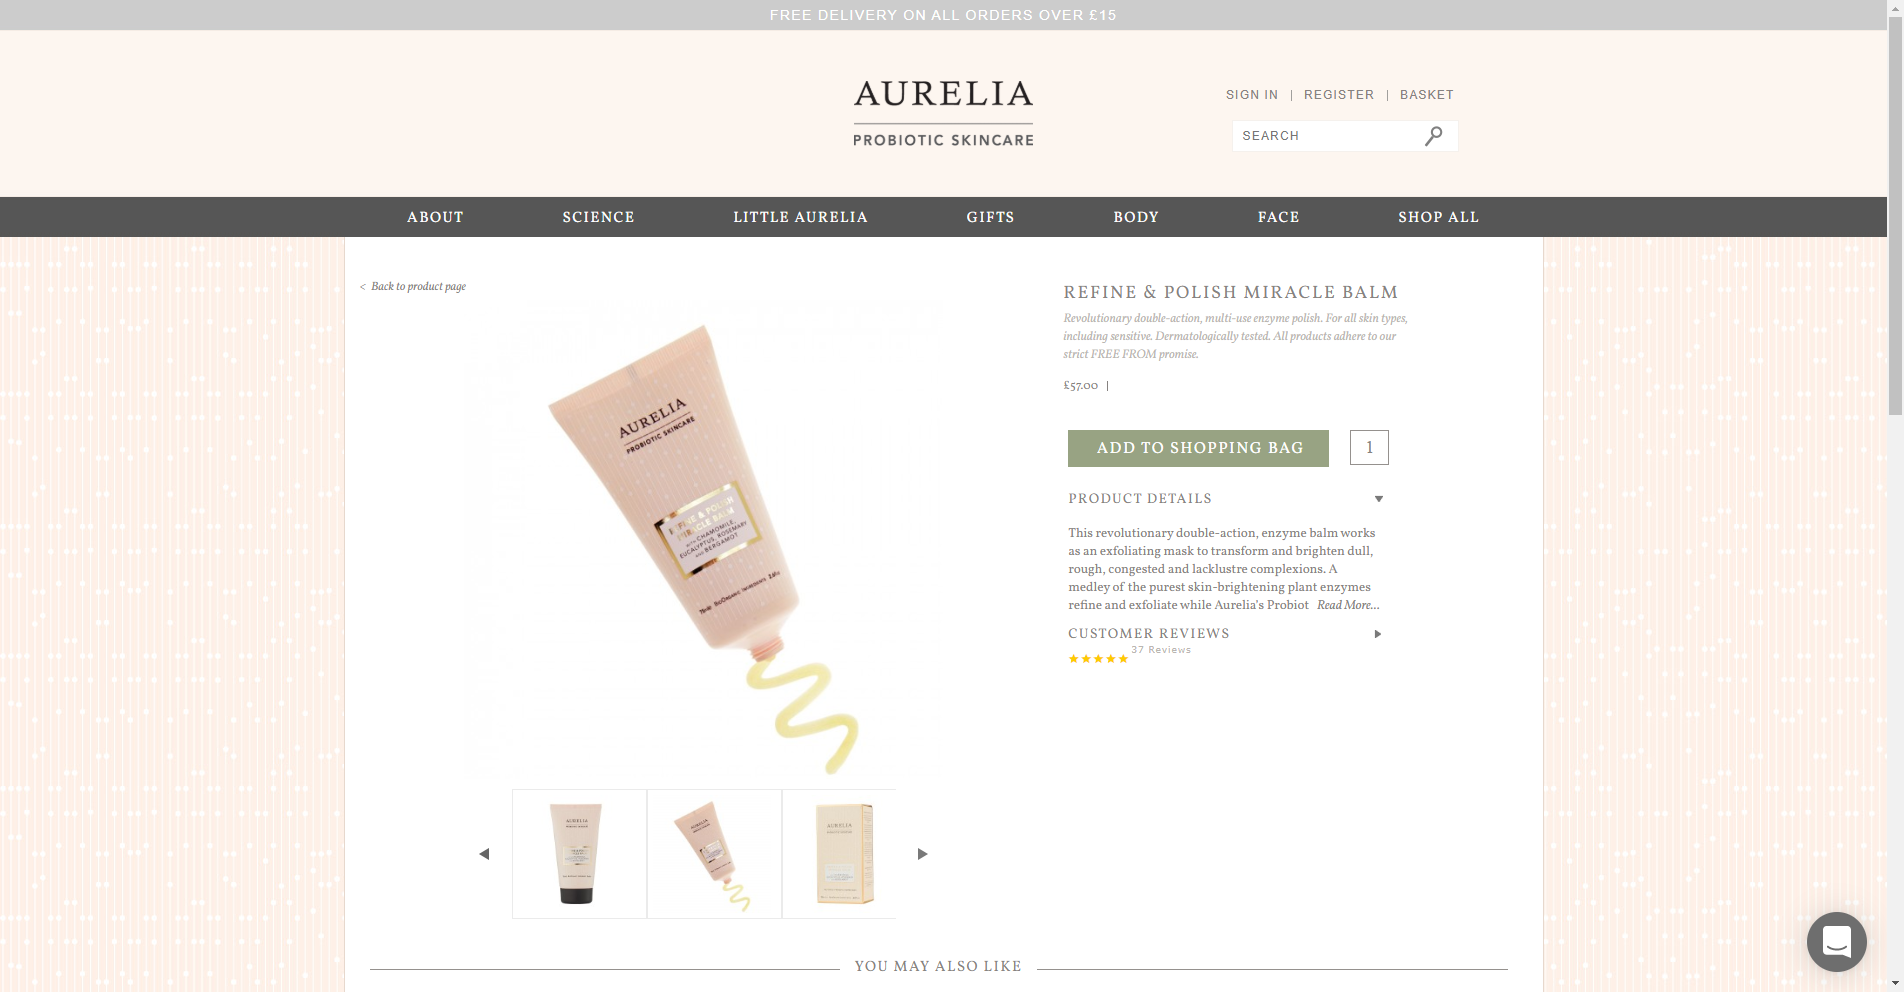 FREE DELIVERY ON ALL ORDERS OVER £15
AURELIA
PROBIOTIC SKINCARE
SIGN IN | REGISTER | BASKET
SEARCH
ABOUT SCIENCE LITTLE AURELIA GIFTS BODY FACE SHOP ALL
< Back to product page
AURELIA
PROBIOTIC SKINCARE
REFINE & POLISH
MIRACLE BALM
WITH CHAMOMILE,
EUCALYPTUS, ROSEMARY
AND BERGAMOT
REFINE & POLISH MIRACLE BALM
Revolutionary double-action, multi-use enzyme polish. For all skin types,
including sensitive. Dermatologically tested. All products adhere to our
strict FREE FROM promise.
£57.00 |
ADD TO SHOPPING BAG 1
PRODUCT DETAILS
This revolutionary double-action, enzyme balm works
as an exfoliating mask to transform and brighten dull,
rough, congested and lacklustre complexions. A
medley of the purest skin-brightening plant enzymes
refine and exfoliate while Aurelia's Probiot Read More...
CUSTOMER REVIEWS
37 Reviews
AURELIA
AURELIA
AURELIA
YOU MAY ALSO LIKE